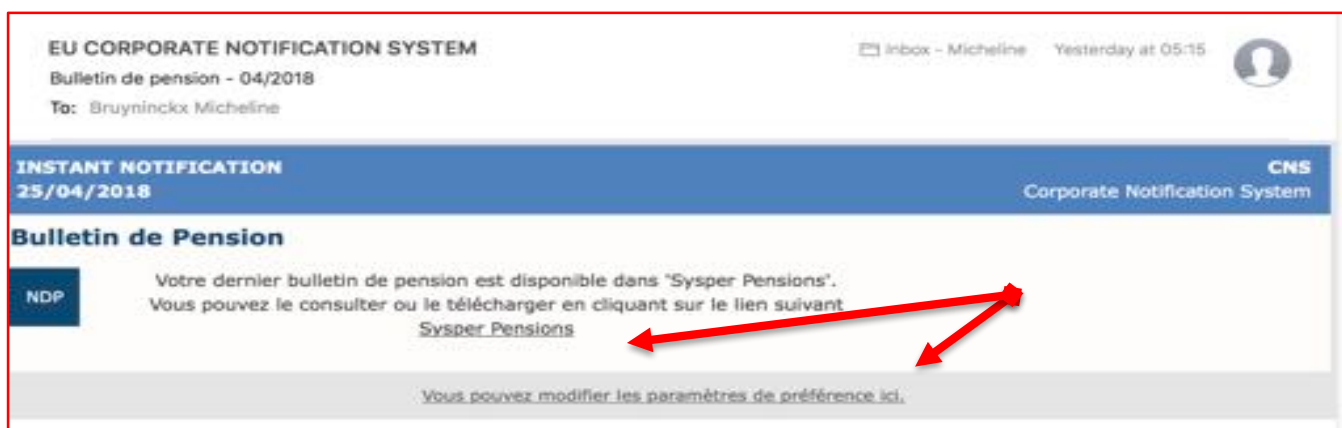 EU CORPORATE NOTIFICATION SYSTEM
Inbox - Micheline Yesterday at 05:15
Bulletin de pension - 04/2018
To: Bruyninckx Micheline
INSTANT NOTIFICATION
CNS
25/04/2018
Corporate Notification System
Bulletin de Pension
NDP
Votre dernier bulletin de pension est disponible dans "Sysper Pensions".
Vous pouvez le consulter ou le télécharger en cliquant sur le lien suivant
Sysper Pensions
Vous pouvez modifier les paramètres de préférence ici.